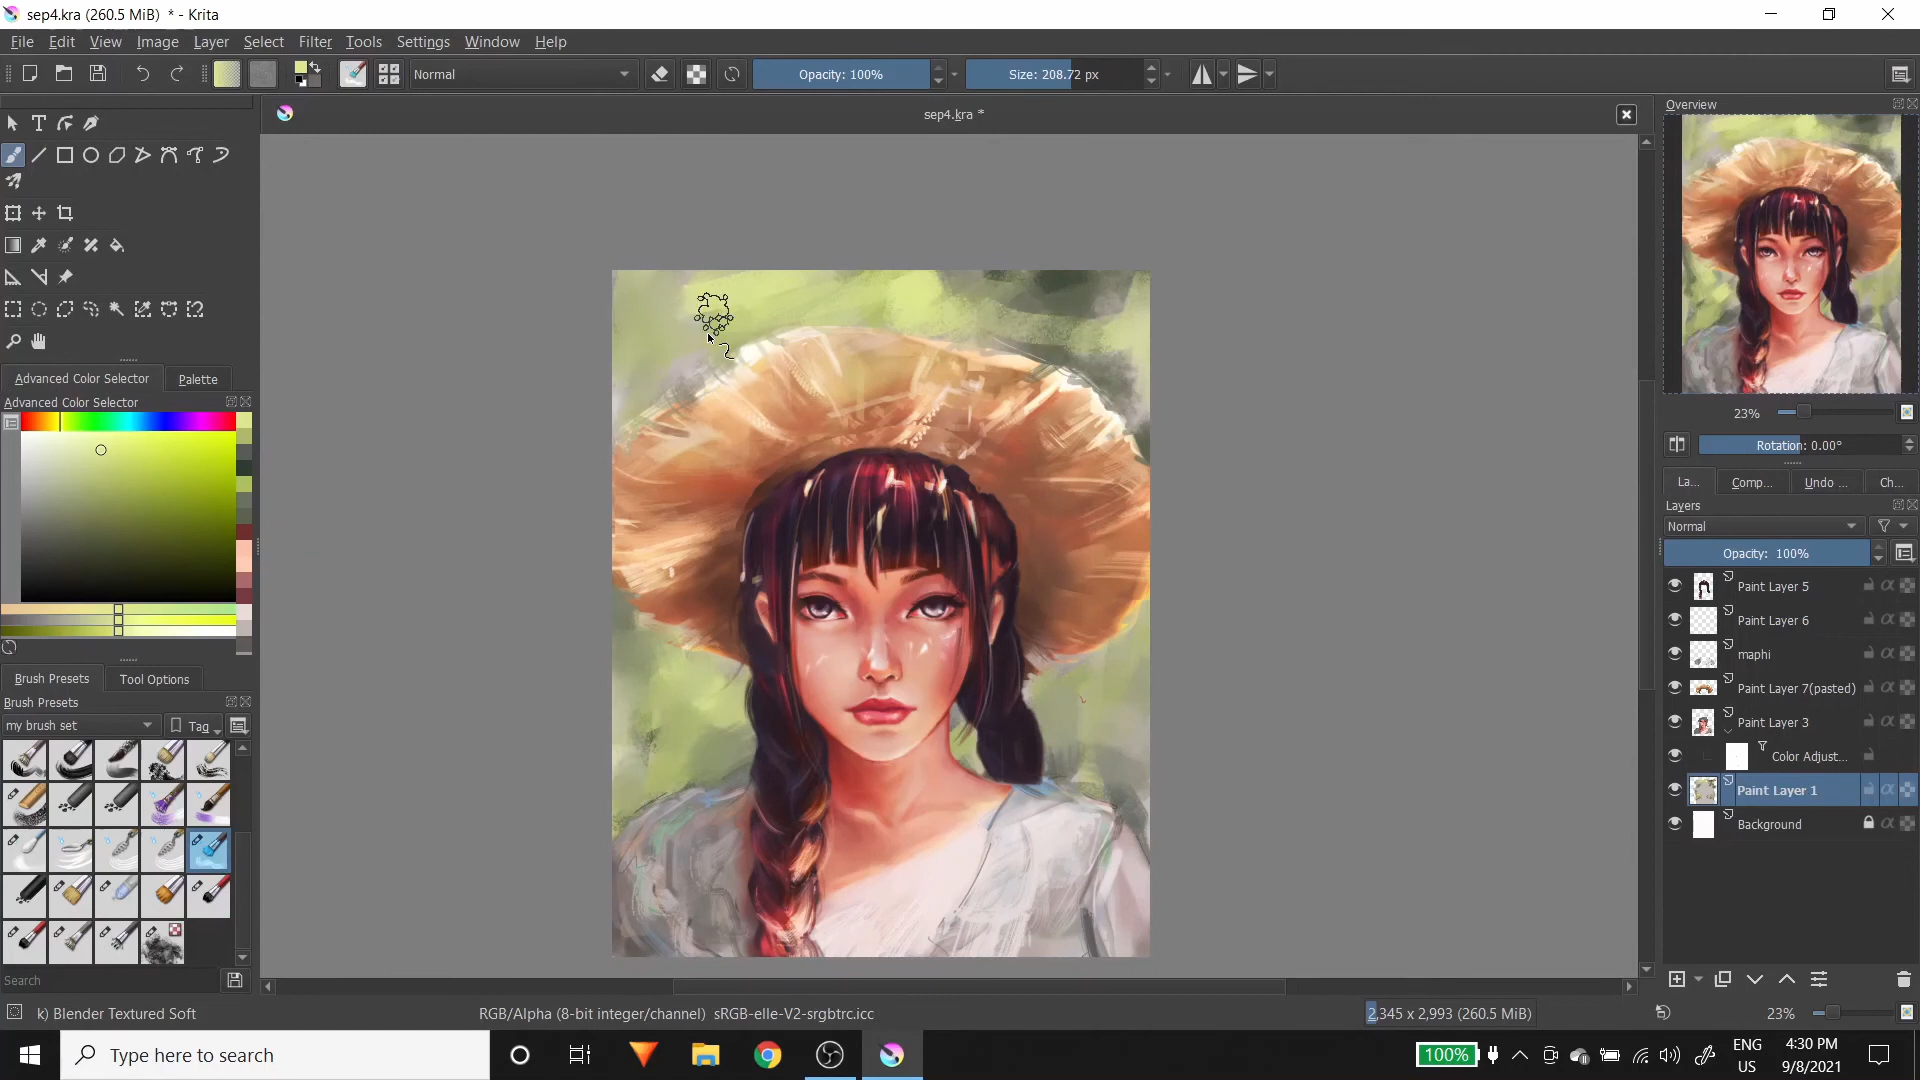 sep4.kra (260.5 MiB) * - Krita
File Edit View Image Layer Select Filter Tools Settings Window Help
Normal Opacity: 100% Size: 208.72 px
sep4.kra *
Overview
23%
Rotation: 0.00°
Advanced Color Selector Palette
Advanced Color Selector
La... Comp... Undo ... Ch...
Layers
Normal
Opacity: 100%
Paint Layer 5
Paint Layer 6
maphi
Paint Layer 7(pasted)
Paint Layer 3
Color Adjust...
Paint Layer 1
Background
Brush Presets Tool Options
Brush Presets
my brush set Tag
Search
k) Blender Textured Soft RGB/Alpha (8-bit integer/channel) sRGB-elle-V2-srgbtrc.icc 2,345 x 2,993 (260.5 MiB) 23%
Type here to search 100% ENG US 4:30 PM 9/8/2021